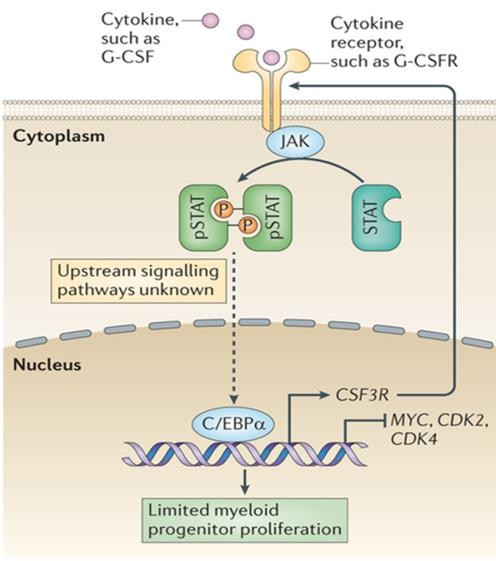 Cytokine,
such as
G-CSF
Cytokine
receptor,
such as G-CSFR
Cytoplasm
JAK
pSTAT
P
P
pSTAT
STAT
Upstream signalling
pathways unknown
Nucleus
CSF3R
C/EBPα
MYC, CDK2,
CDK4
Limited myeloid
progenitor proliferation